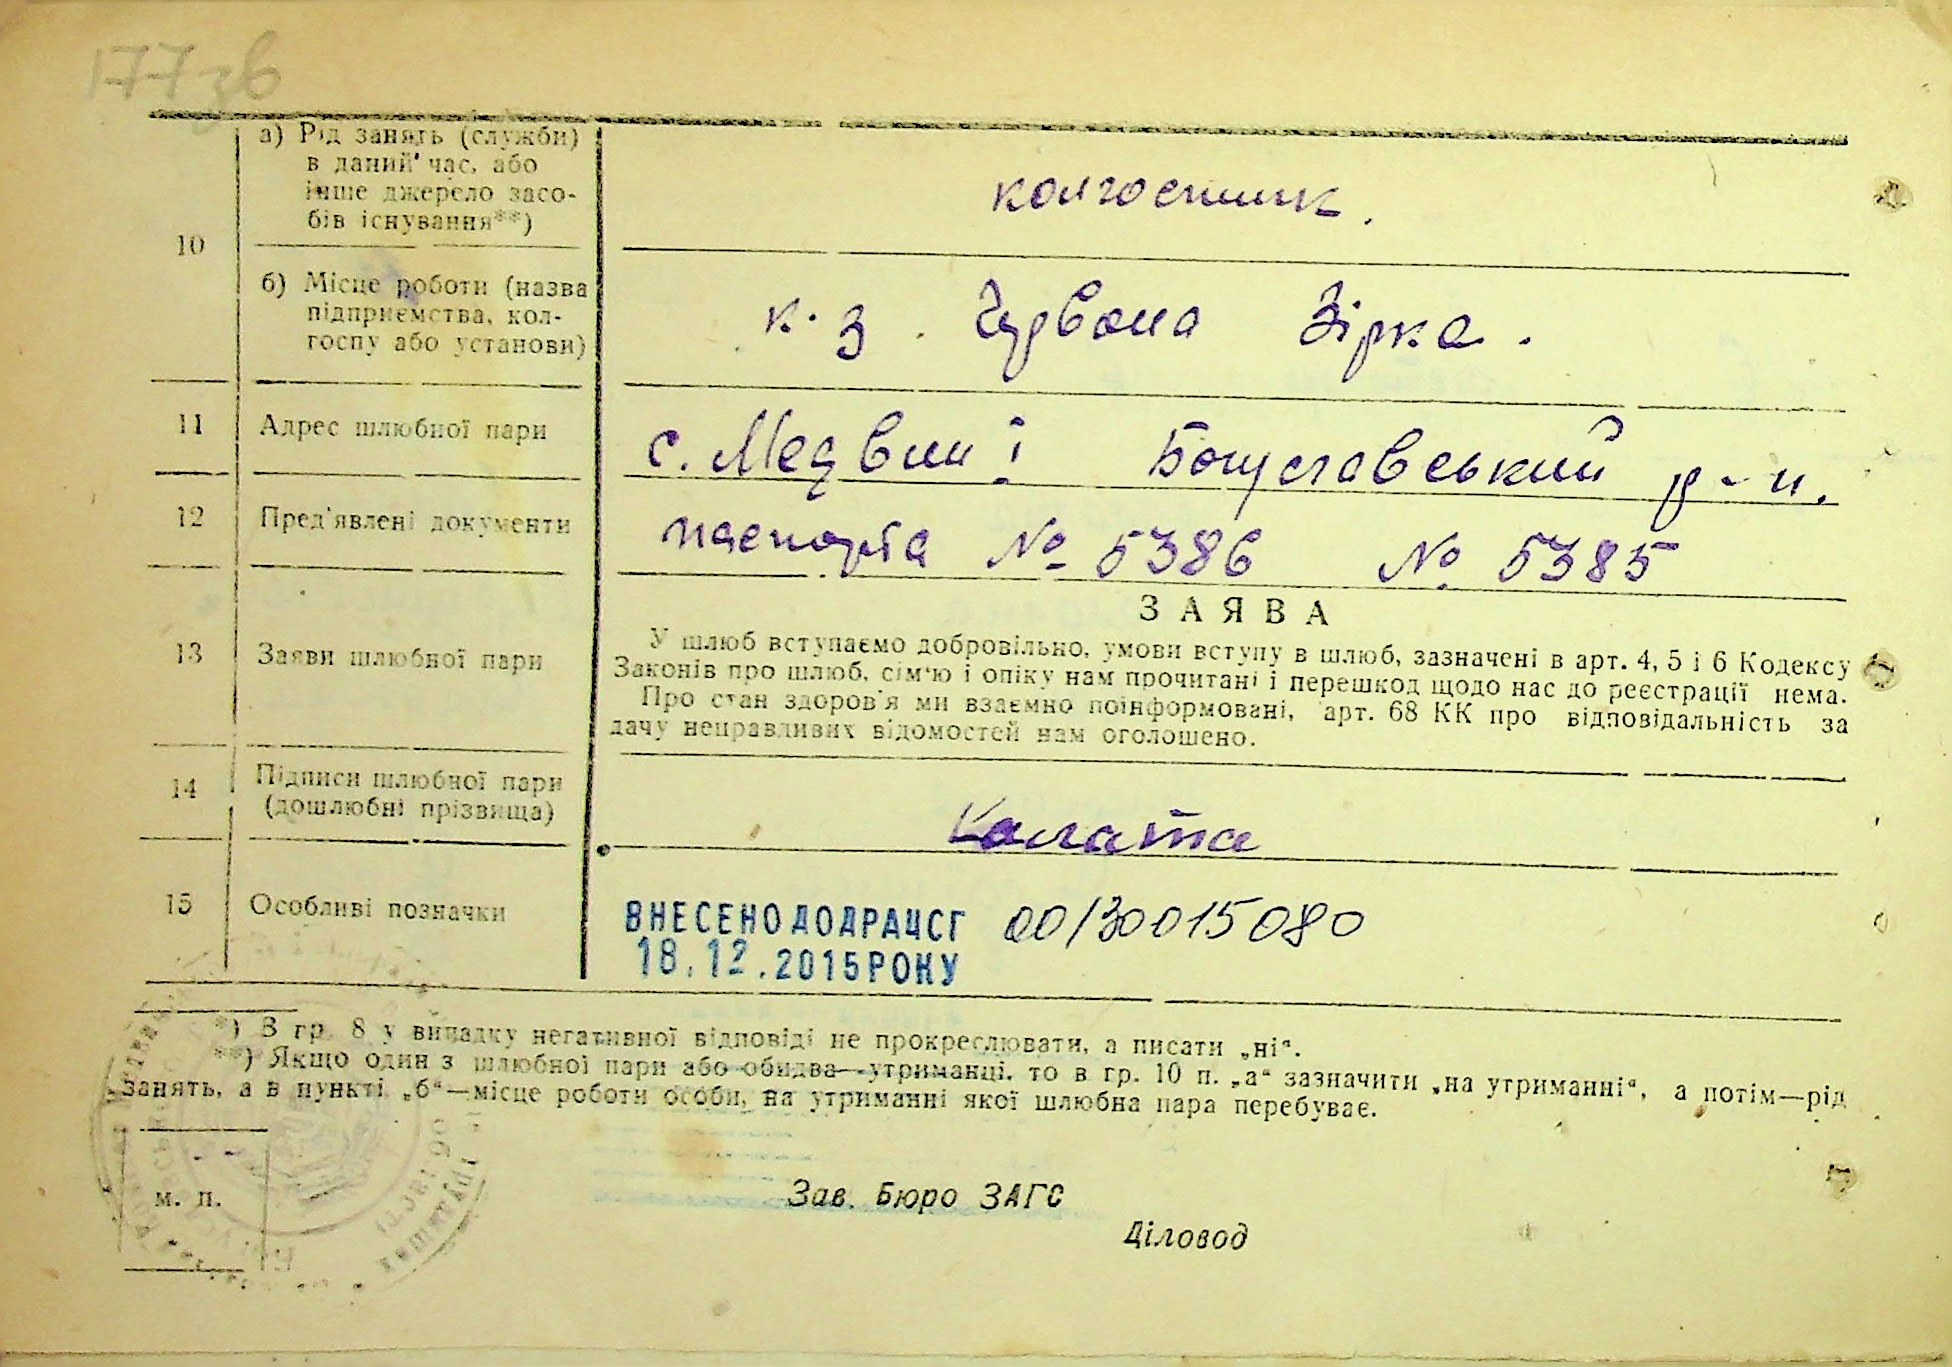 177зв
а) Рід занять (служби)
в даний час, або
інше джерело засо-
бів існування**)
колгоспник.
10
б) Місце роботи (назва
підприємства, кол-
госпу або установи)
к.з. Червона Зірка.
11 Адрес шлюбної пари с. Медвин і Богуславський р-н.
12 Пред'явлені документи паспорта № 5386 № 5385
ЗАЯВА
13 Заяви шлюбної пари
У шлюб вступаємо добровільно, умови вступу в шлюб, зазначені в арт. 4, 5 і 6 Кодексу
Законів про шлюб, сім'ю і опіку нам прочитані і перешкод щодо нас до реєстрації нема.
Про стан здоров'я ми взаємно поінформовані, арт. 68 КК про відповідальність за
дачу неправдивих відомостей нам оголошено.
14 Підписи шлюбної пари
(дошлюбні прізвища)
Калата
15 Особливі позначки
ВНЕСЕНО ДО ДРАЦСГ 00/30015080
18.12.2015 РОКУ
*) В гр. 8 у випадку негативної відповіді не прокреслювати, а писати „ні“.
**) Якщо один з шлюбної пари або обидва—утриманці, то в гр. 10 п. „а“ зазначити „на утриманні“, а потім—рід
занять, а в пункті „б“—місце роботи особи, на утриманні якої шлюбна пара перебуває.
м. п.
Зав. Бюро ЗАГС
Діловод